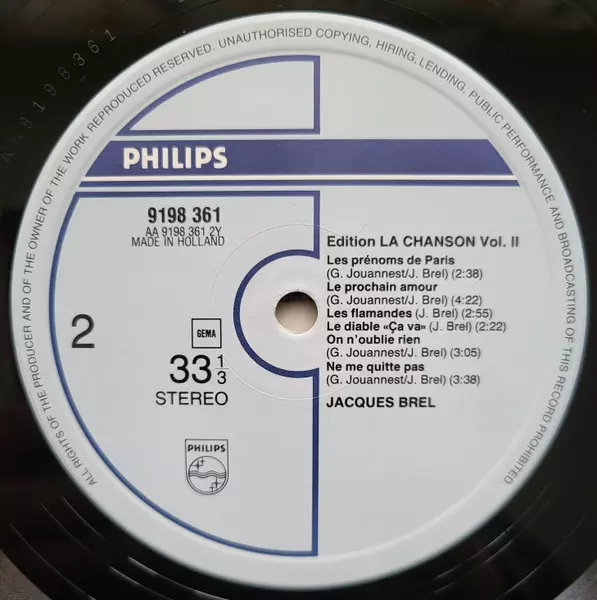 ALL RIGHTS OF THE PRODUCER AND OF THE OWNER OF THE WORK REPRODUCED RESERVED. UNAUTHORISED COPYING, HIRING, LENDING, PUBLIC PERFORMANCE AND BROADCASTING OF THIS RECORD PROHIBITED.
9198361
PHILIPS
9198 361
AA 9198 361 2Y
MADE IN HOLLAND
2
GEMA
33 1/3
STEREO
PHILIPS
Edition LA CHANSON Vol. II
Les prénoms de Paris
(G. Jouannest/J. Brel) (2:38)
Le prochain amour
(G. Jouannest/J. Brel) (4:22)
Les flamandes (J. Brel) (2:55)
Le diable «Ça va» (J. Brel) (2:22)
On n'oublie rien
(G. Jouannest/J. Brel) (3:05)
Ne me quitte pas
(G. Jouannest/J. Brel) (3:38)
JACQUES BREL